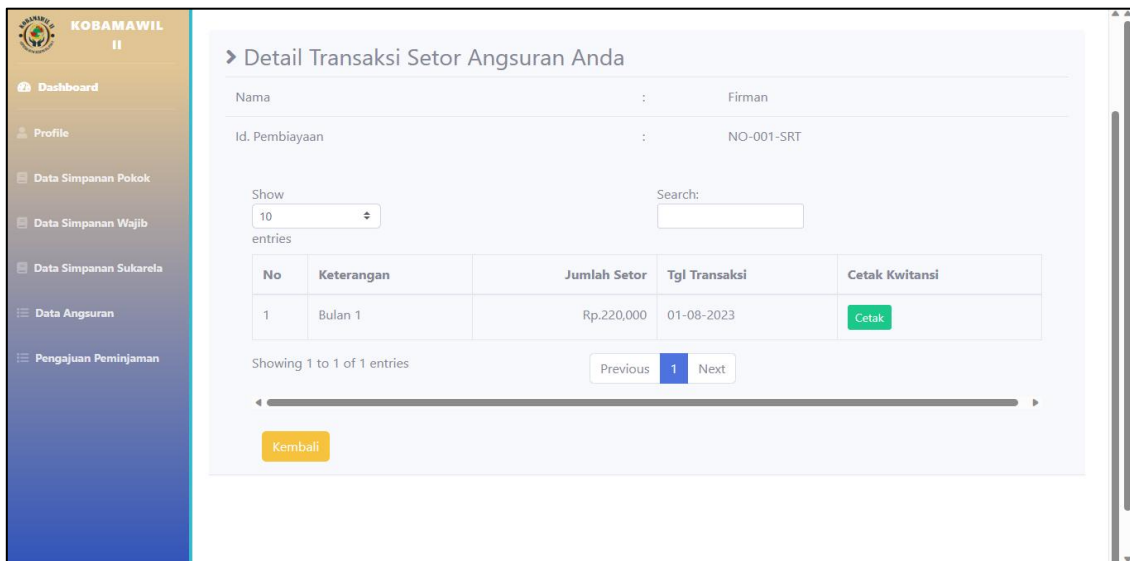 KOBAMAWIL
II
Dashboard
Profile
Data Simpanan Pokok
Data Simpanan Wajib
Data Simpanan Sukarela
Data Angsuran
Pengajuan Peminjaman
Detail Transaksi Setor Angsuran Anda
Nama : Firman
Id. Pembiayaan : NO-001-SRT
Show
10
entries
Search:
No Keterangan Jumlah Setor Tgl Transaksi Cetak Kwitansi
1 Bulan 1 Rp.220,000 01-08-2023 Cetak
Showing 1 to 1 of 1 entries
Previous 1 Next
Kembali